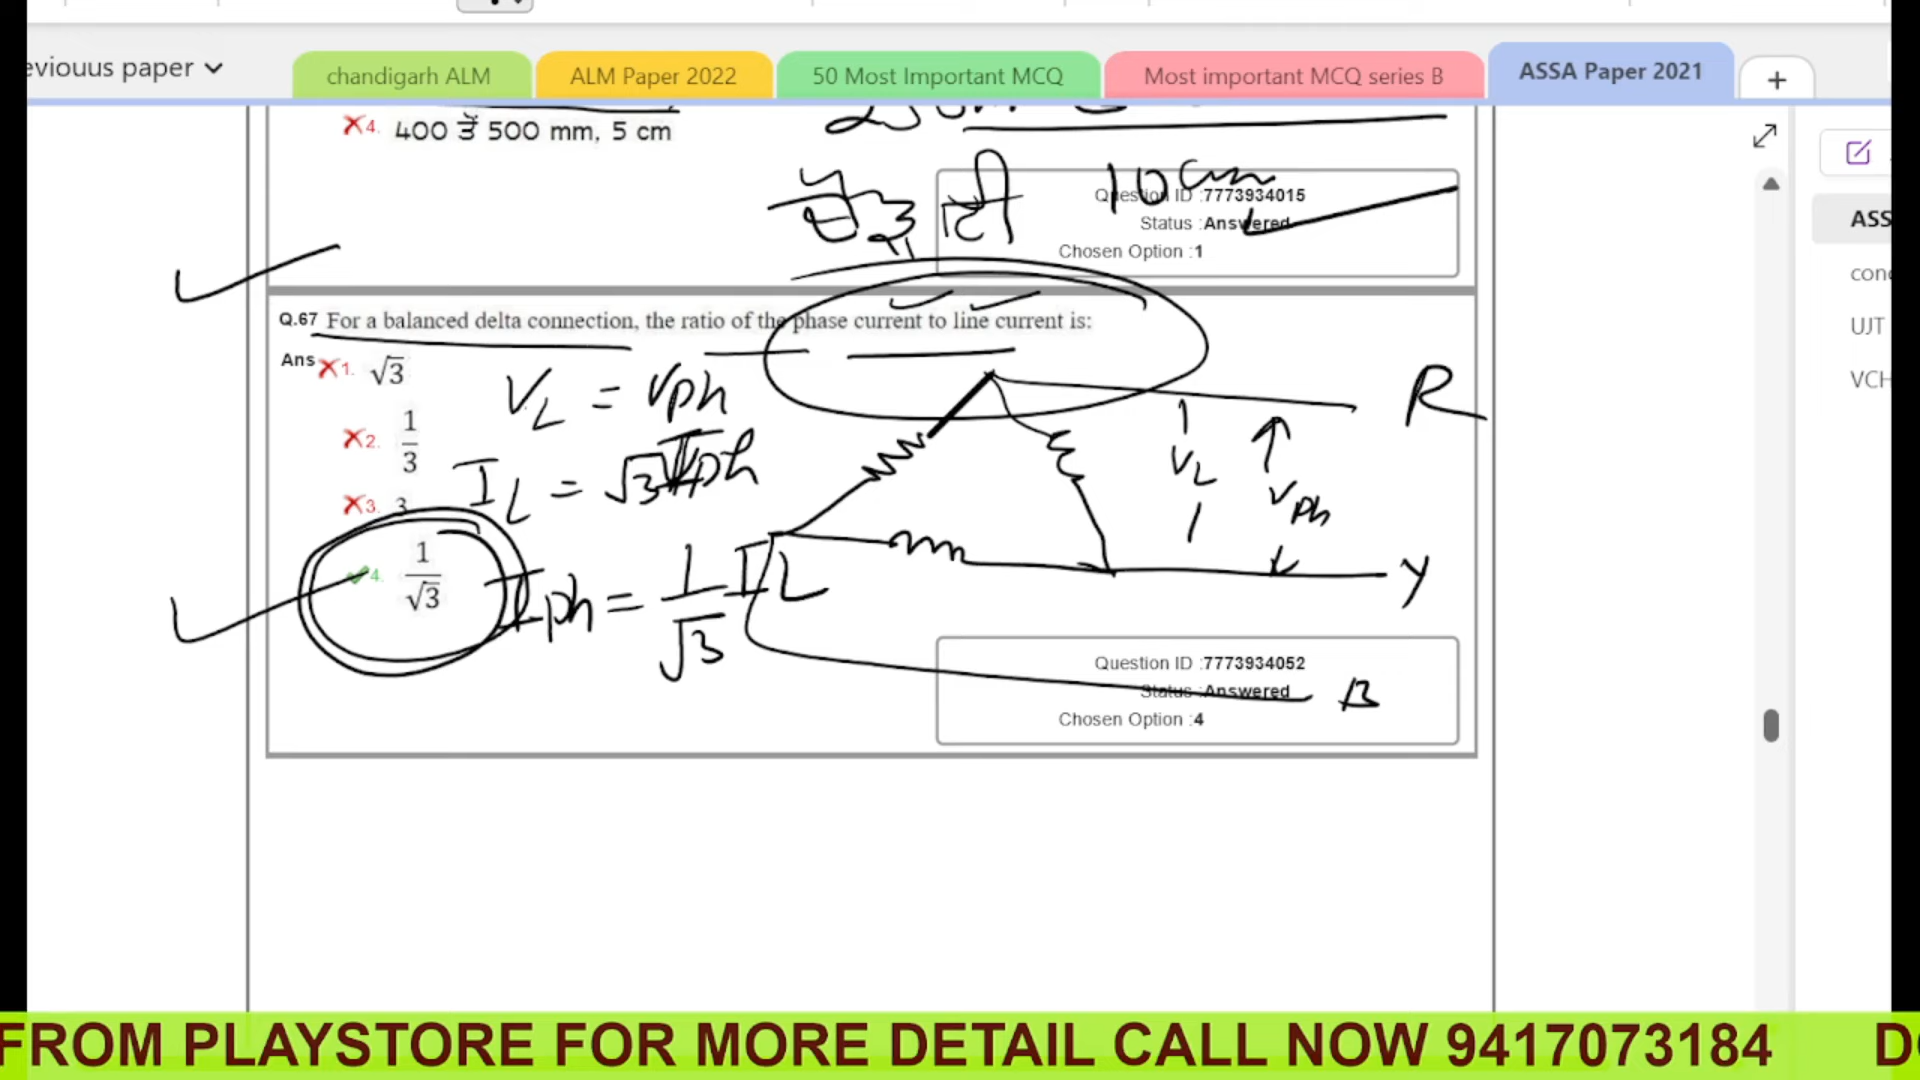 eviouus paper
chandigarh ALM
ALM Paper 2022
50 Most Important MCQ
Most important MCQ series B
ASSA Paper 2021
+
4. 400 से 500 mm, 5 cm
10 cm
Question ID :7773934015
Status :Answered
Chosen Option :1
ASS
conc
UJT
VCH
Q.67 For a balanced delta connection, the ratio of the phase current to line current is:
Ans 1. √3
2. 1/3
3. 3
4. 1/√3
VL = Vph
IL = √3 Iph
Iph = 1/√3 IL
R
VL
Vph
Y
B
Question ID :7773934052
Status :Answered
Chosen Option :4
FROM PLAYSTORE FOR MORE DETAIL CALL NOW 9417073184 D